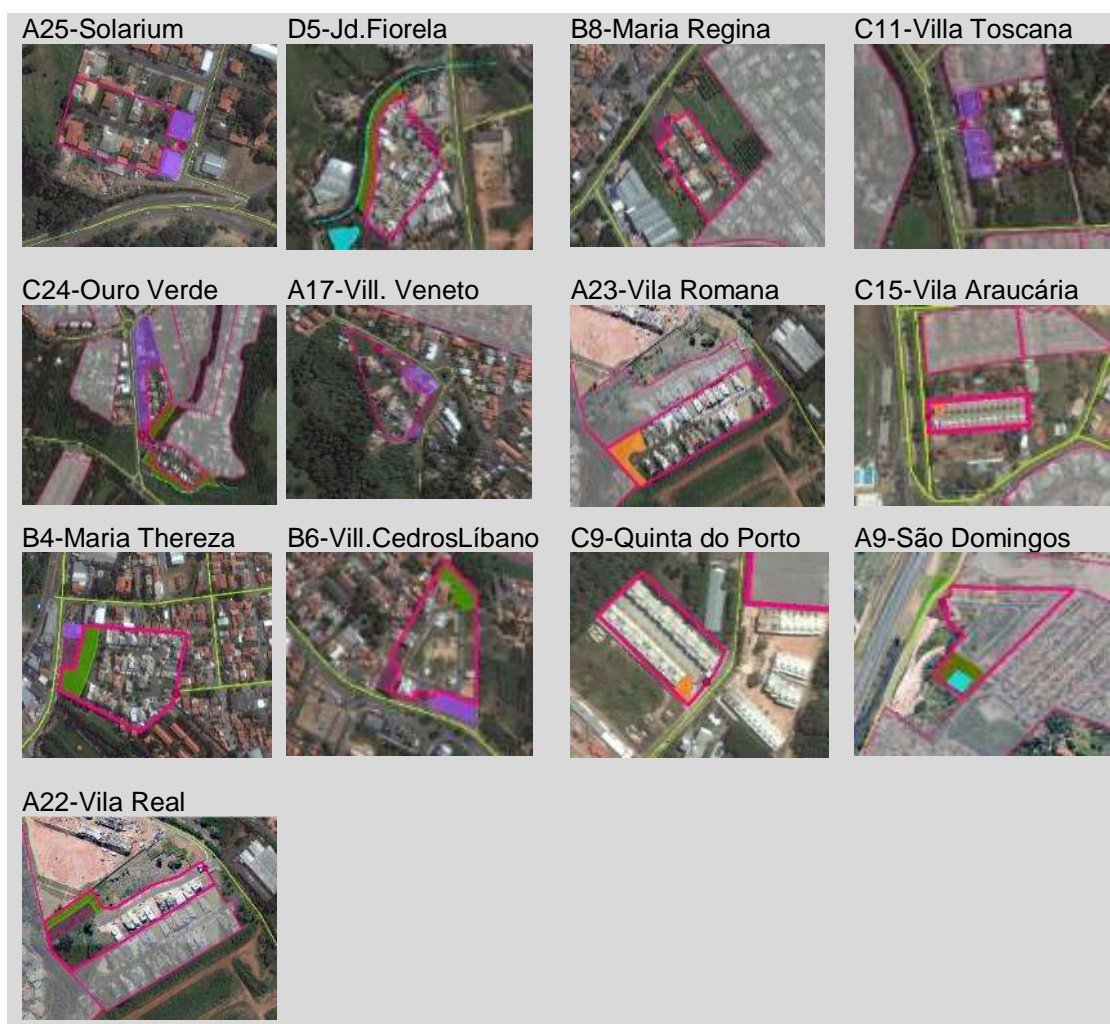 A25-Solarium
D5-Jd.Fiorela
B8-Maria Regina
C11-Villa Toscana
C24-Ouro Verde
A17-Vill. Veneto
A23-Vila Romana
C15-Vila Araucária
B4-Maria Thereza
B6-Vill.CedrosLíbano
C9-Quinta do Porto
A9-São Domingos
A22-Vila Real